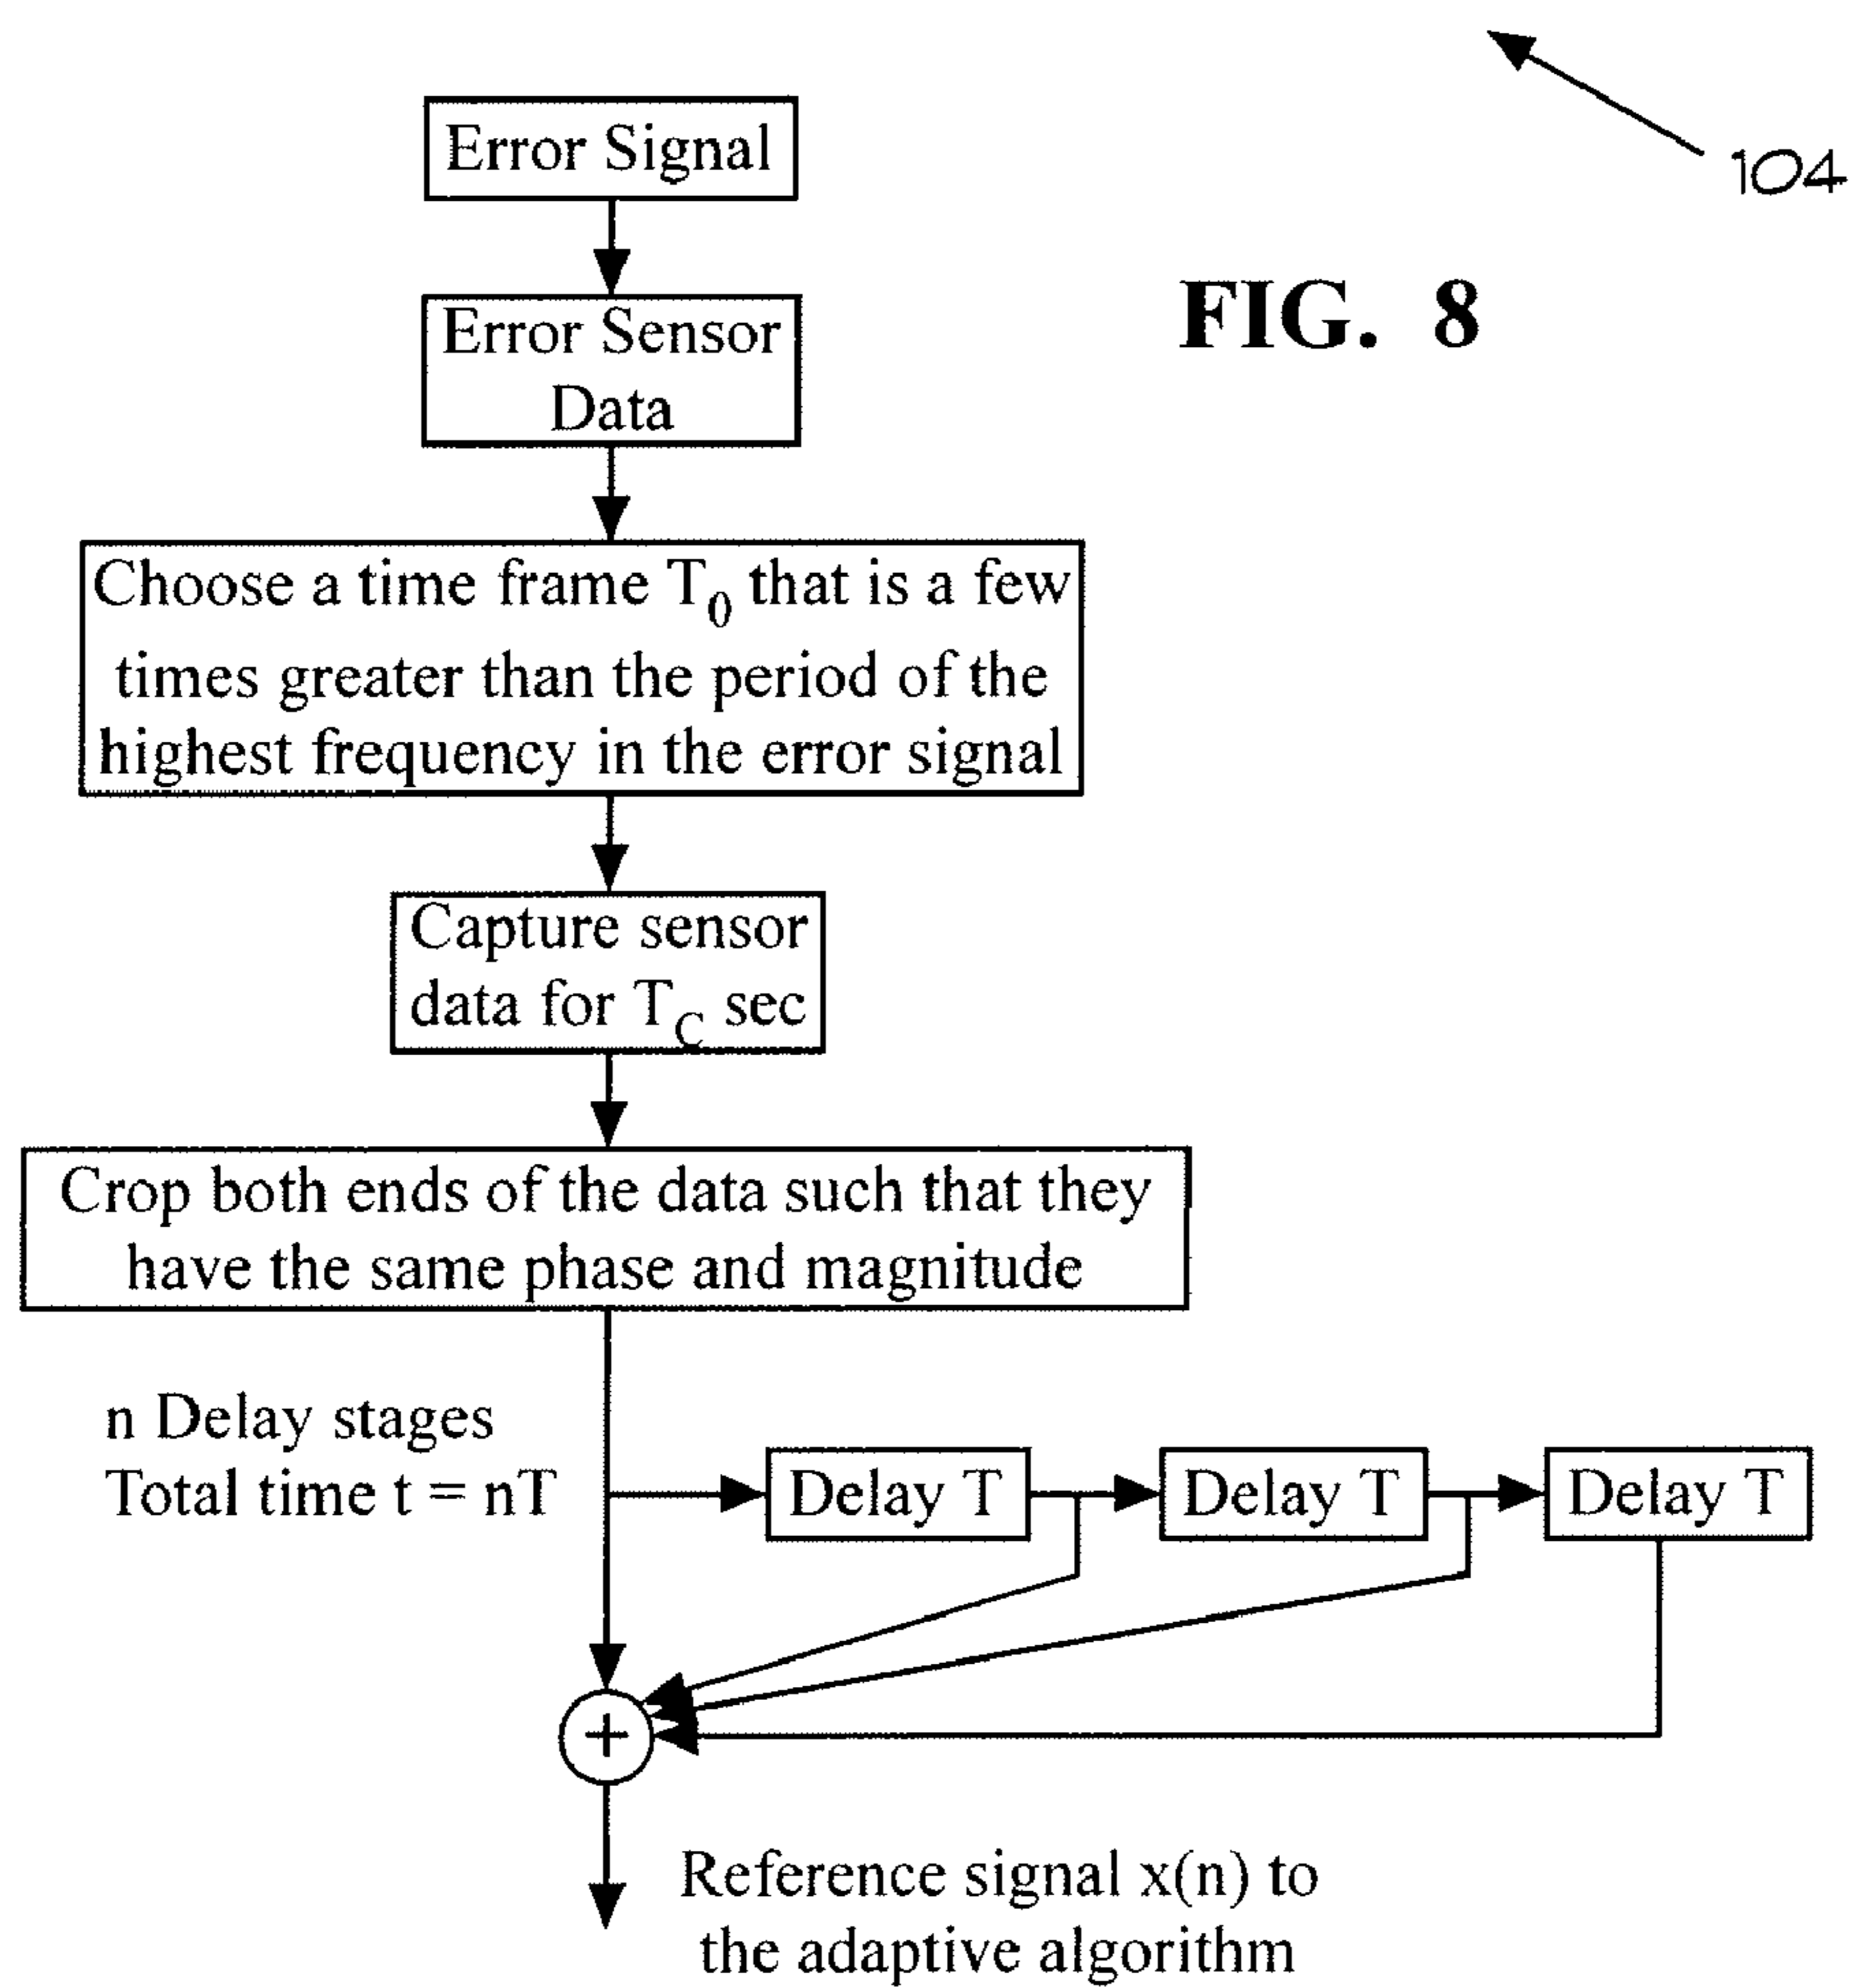 104
FIG. 8
Error Signal
Error Sensor
Data
Choose a time frame T₀ that is a few
times greater than the period of the
highest frequency in the error signal
Capture sensor
data for T_C sec
Crop both ends of the data such that they
have the same phase and magnitude
n Delay stages
Total time t = nT
Delay T
Delay T
Delay T
+
Reference signal x(n) to
the adaptive algorithm